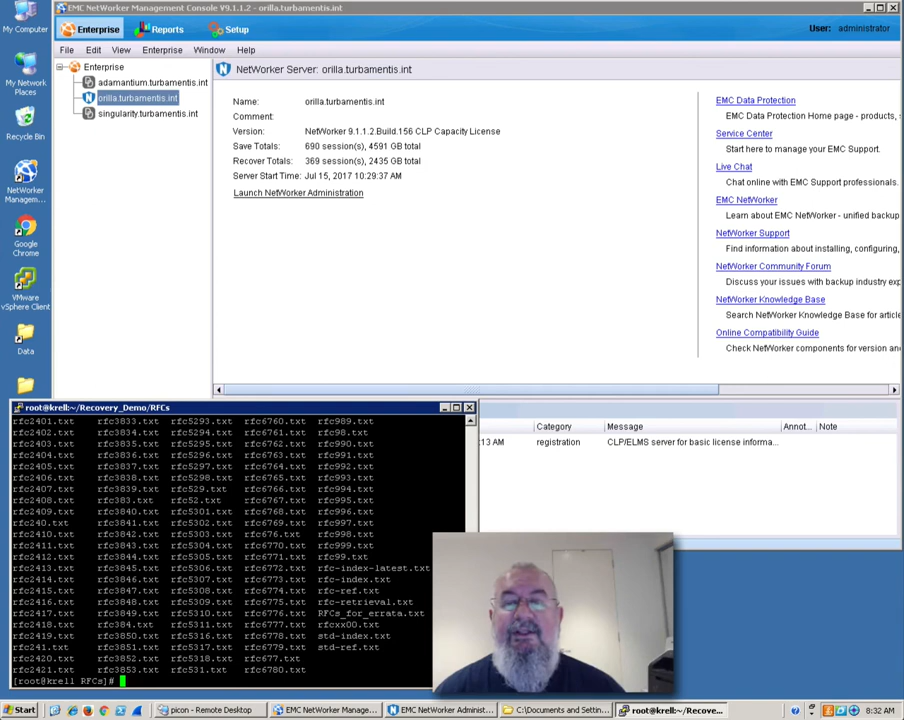 EMC NetWorker Management Console V9.1.1.2 - orilla.turbamentis.int
My Computer
My Network
Places
Recycle Bin
NetWorker
Managem...
Google
Chrome
VMware
vSphere Client
Data
Enterprise
Reports
Setup
User: administrator
File Edit View Enterprise Window Help
Enterprise
adamantium.turbamentis.int
orilla.turbamentis.int
singularity.turbamentis.int
NetWorker Server: orilla.turbamentis.int
Name: orilla.turbamentis.int
Comment:
Version: NetWorker 9.1.1.2.Build.156 CLP Capacity License
Save Totals: 690 session(s), 4591 GB total
Recover Totals: 369 session(s), 2435 GB total
Server Start Time: Jul 15, 2017 10:29:37 AM
Launch NetWorker Administration
EMC Data Protection
EMC Data Protection Home page - products,
Service Center
Start here to manage your EMC Support.
Live Chat
Chat online with EMC Support professionals.
EMC NetWorker
Learn about EMC NetWorker - unified backup
NetWorker Support
Find information about installing, configuring,
NetWorker Community Forum
Discuss your issues with backup industry exp
NetWorker Knowledge Base
Search NetWorker Knowledge Base for article
Online Compatibility Guide
Check NetWorker components for version an
Category Message Annot... Note
:13 AM registration CLP/ELMS server for basic license informa...
root@krell:~/Recovery_Demo/RFCs
rfc2401.txt rfc3833.txt rfc5293.txt rfc6760.txt rfc989.txt
rfc2402.txt rfc3834.txt rfc5294.txt rfc6761.txt rfc98.txt
rfc2403.txt rfc3835.txt rfc5295.txt rfc6762.txt rfc990.txt
rfc2404.txt rfc3836.txt rfc5296.txt rfc6763.txt rfc991.txt
rfc2405.txt rfc3837.txt rfc5297.txt rfc6764.txt rfc992.txt
rfc2406.txt rfc3838.txt rfc5298.txt rfc6765.txt rfc993.txt
rfc2407.txt rfc3839.txt rfc529.txt rfc6766.txt rfc994.txt
rfc2408.txt rfc383.txt rfc52.txt rfc6767.txt rfc995.txt
rfc2409.txt rfc3840.txt rfc5301.txt rfc6768.txt rfc996.txt
rfc240.txt rfc3841.txt rfc5302.txt rfc6769.txt rfc997.txt
rfc2410.txt rfc3842.txt rfc5303.txt rfc676.txt rfc998.txt
rfc2411.txt rfc3843.txt rfc5304.txt rfc6770.txt rfc999.txt
rfc2412.txt rfc3844.txt rfc5305.txt rfc6771.txt rfc99.txt
rfc2413.txt rfc3845.txt rfc5306.txt rfc6772.txt rfc-index-latest.txt
rfc2414.txt rfc3846.txt rfc5307.txt rfc6773.txt rfc-index.txt
rfc2415.txt rfc3847.txt rfc5308.txt rfc6774.txt rfc-ref.txt
rfc2416.txt rfc3848.txt rfc5309.txt rfc6775.txt rfc-retrieval.txt
rfc2417.txt rfc3849.txt rfc5310.txt rfc6776.txt RFCs_for_errata.txt
rfc2418.txt rfc384.txt rfc5311.txt rfc6777.txt rfcxx00.txt
rfc2419.txt rfc3850.txt rfc5316.txt rfc6778.txt std-index.txt
rfc241.txt rfc3851.txt rfc5317.txt rfc6779.txt std-ref.txt
rfc2420.txt rfc3852.txt rfc5318.txt rfc677.txt
rfc2421.txt rfc3853.txt rfc531.txt rfc6780.txt
[root@krell RFCs]#
Start
picon - Remote Desktop
EMC NetWorker Manage...
EMC NetWorker Administ...
C:\Documents and Settin...
root@krell:~/Recove...
8:32 AM